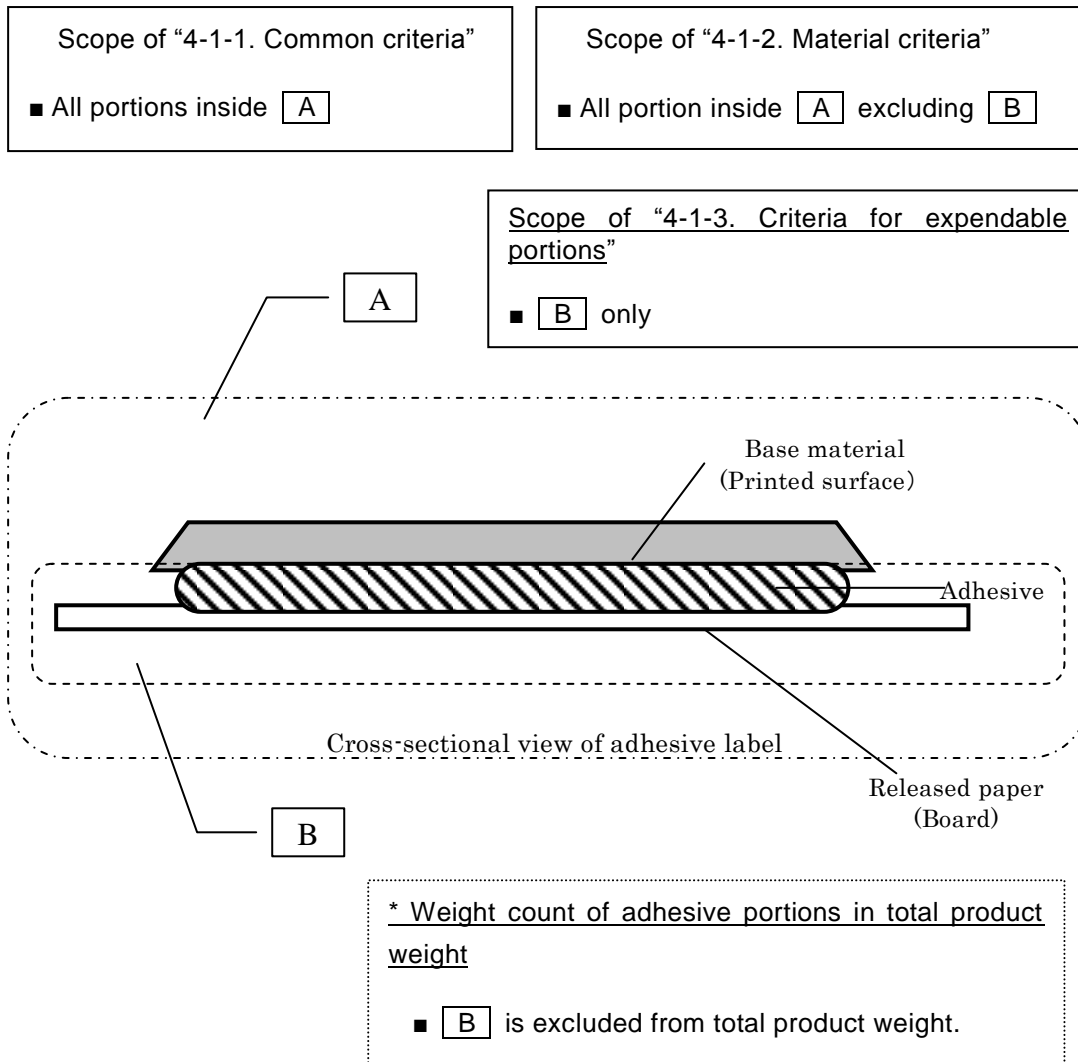 Scope of “4-1-1. Common criteria”
■ All portions inside A
Scope of “4-1-2. Material criteria”
■ All portion inside A excluding B
Scope of “4-1-3. Criteria for expendable
portions”
■ B only
A
Base material
(Printed surface)
Adhesive
Cross-sectional view of adhesive label
Released paper
(Board)
B
* Weight count of adhesive portions in total product
weight
■ B is excluded from total product weight.